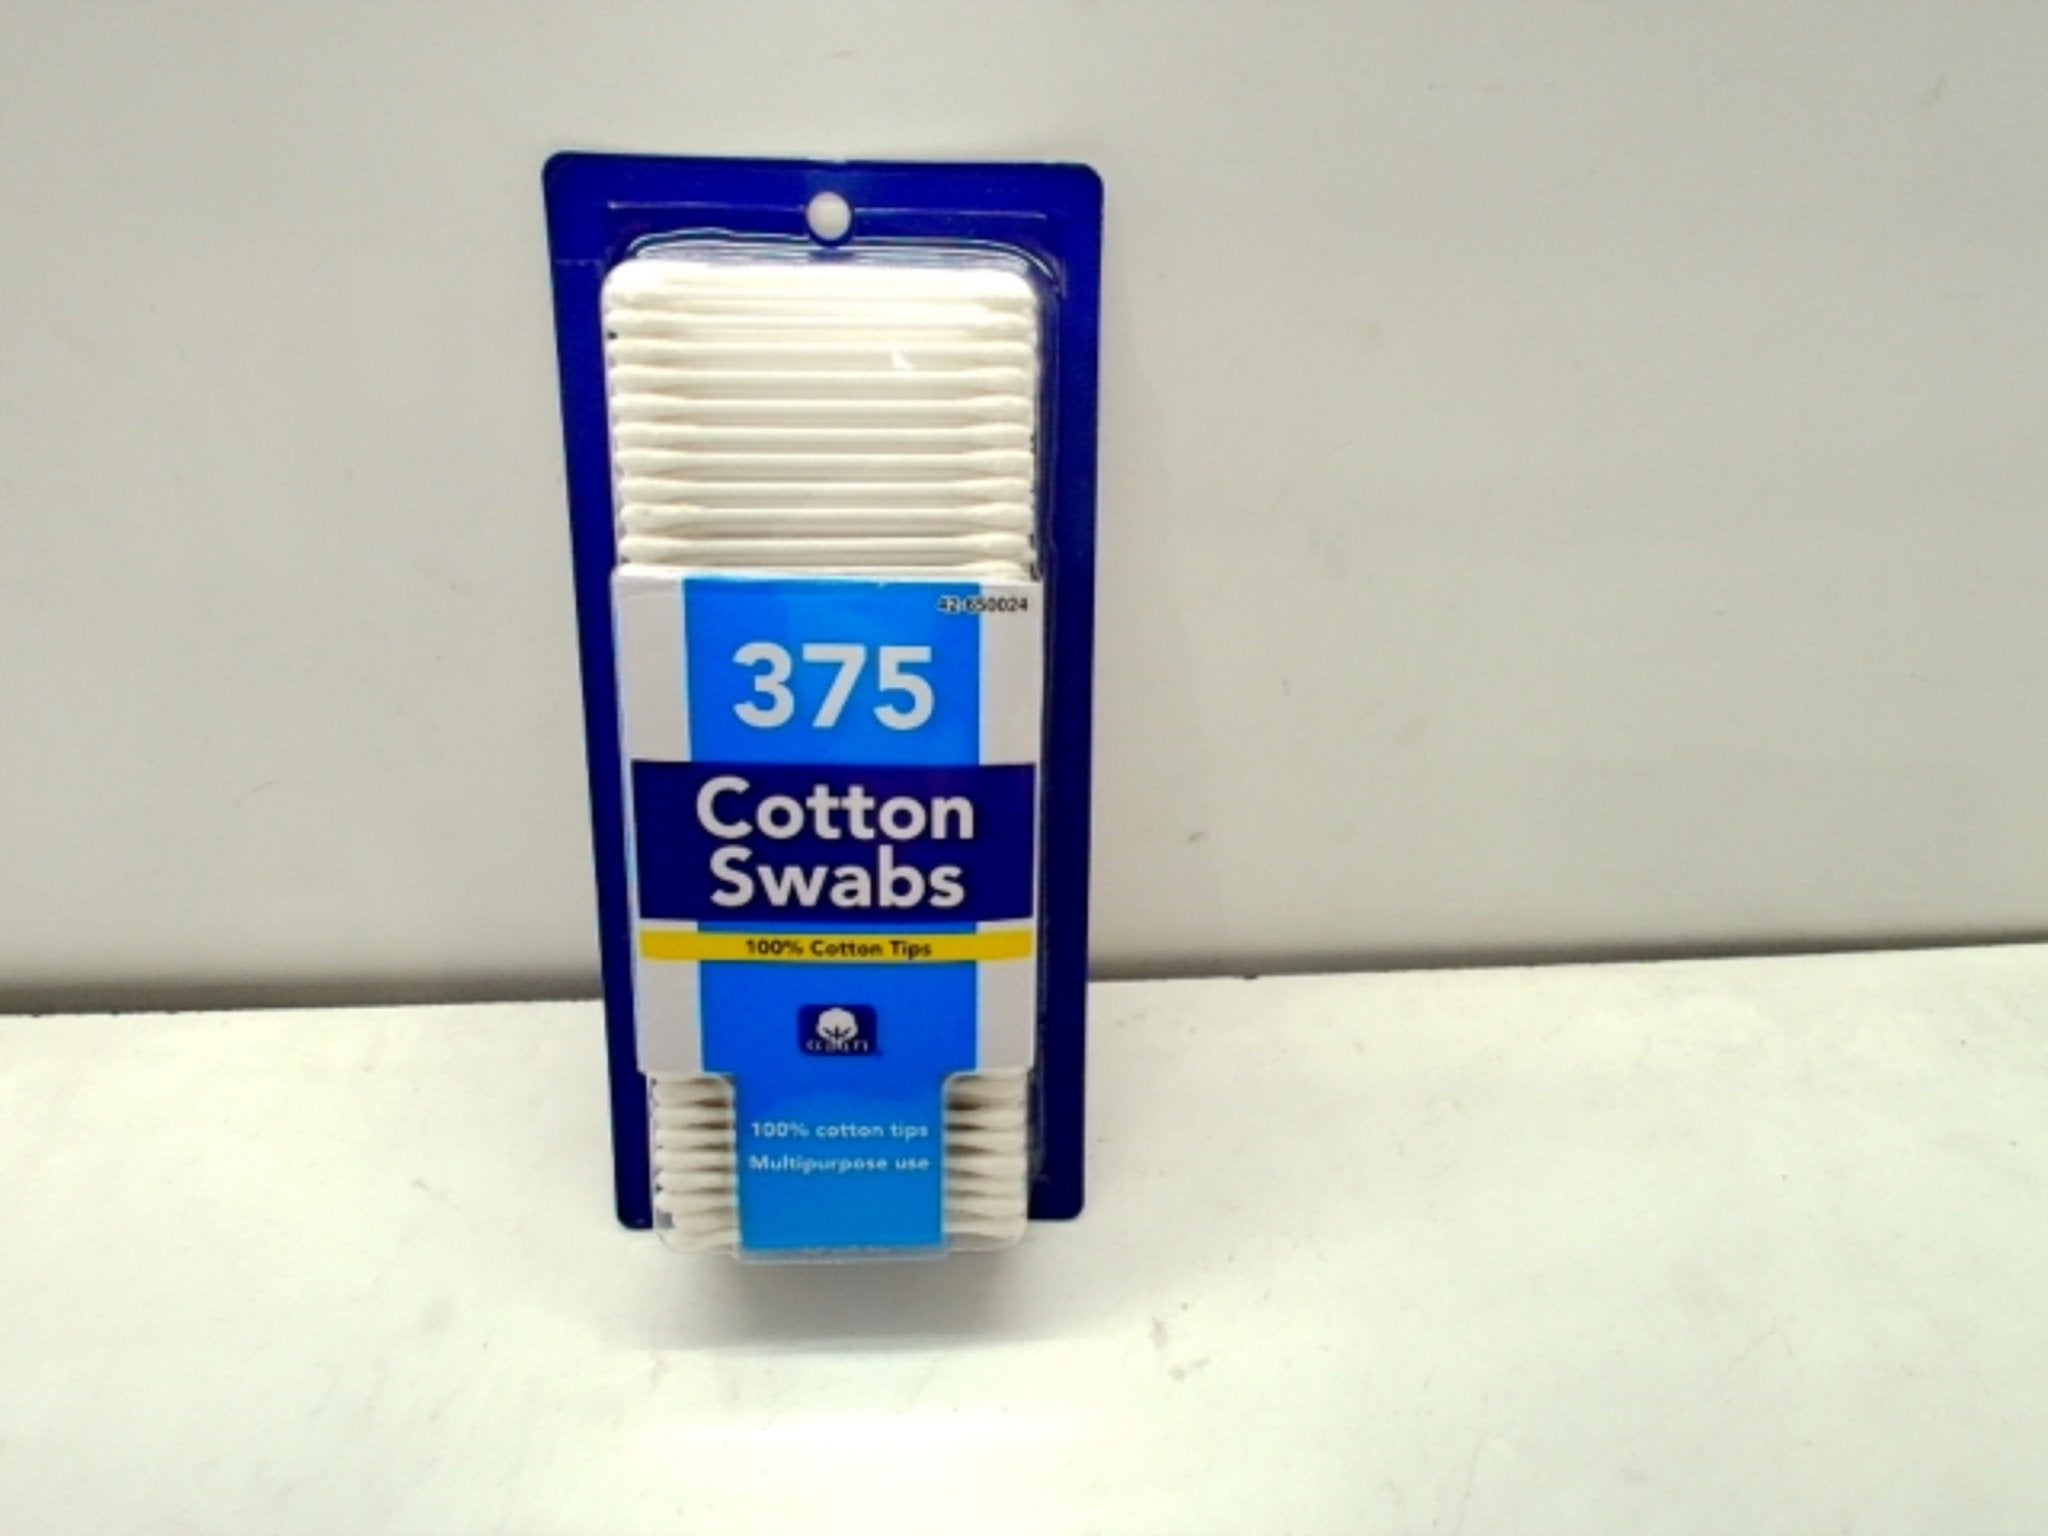 42-650024
375
Cotton
Swabs
100% Cotton Tips
100% cotton tips
Multipurpose use